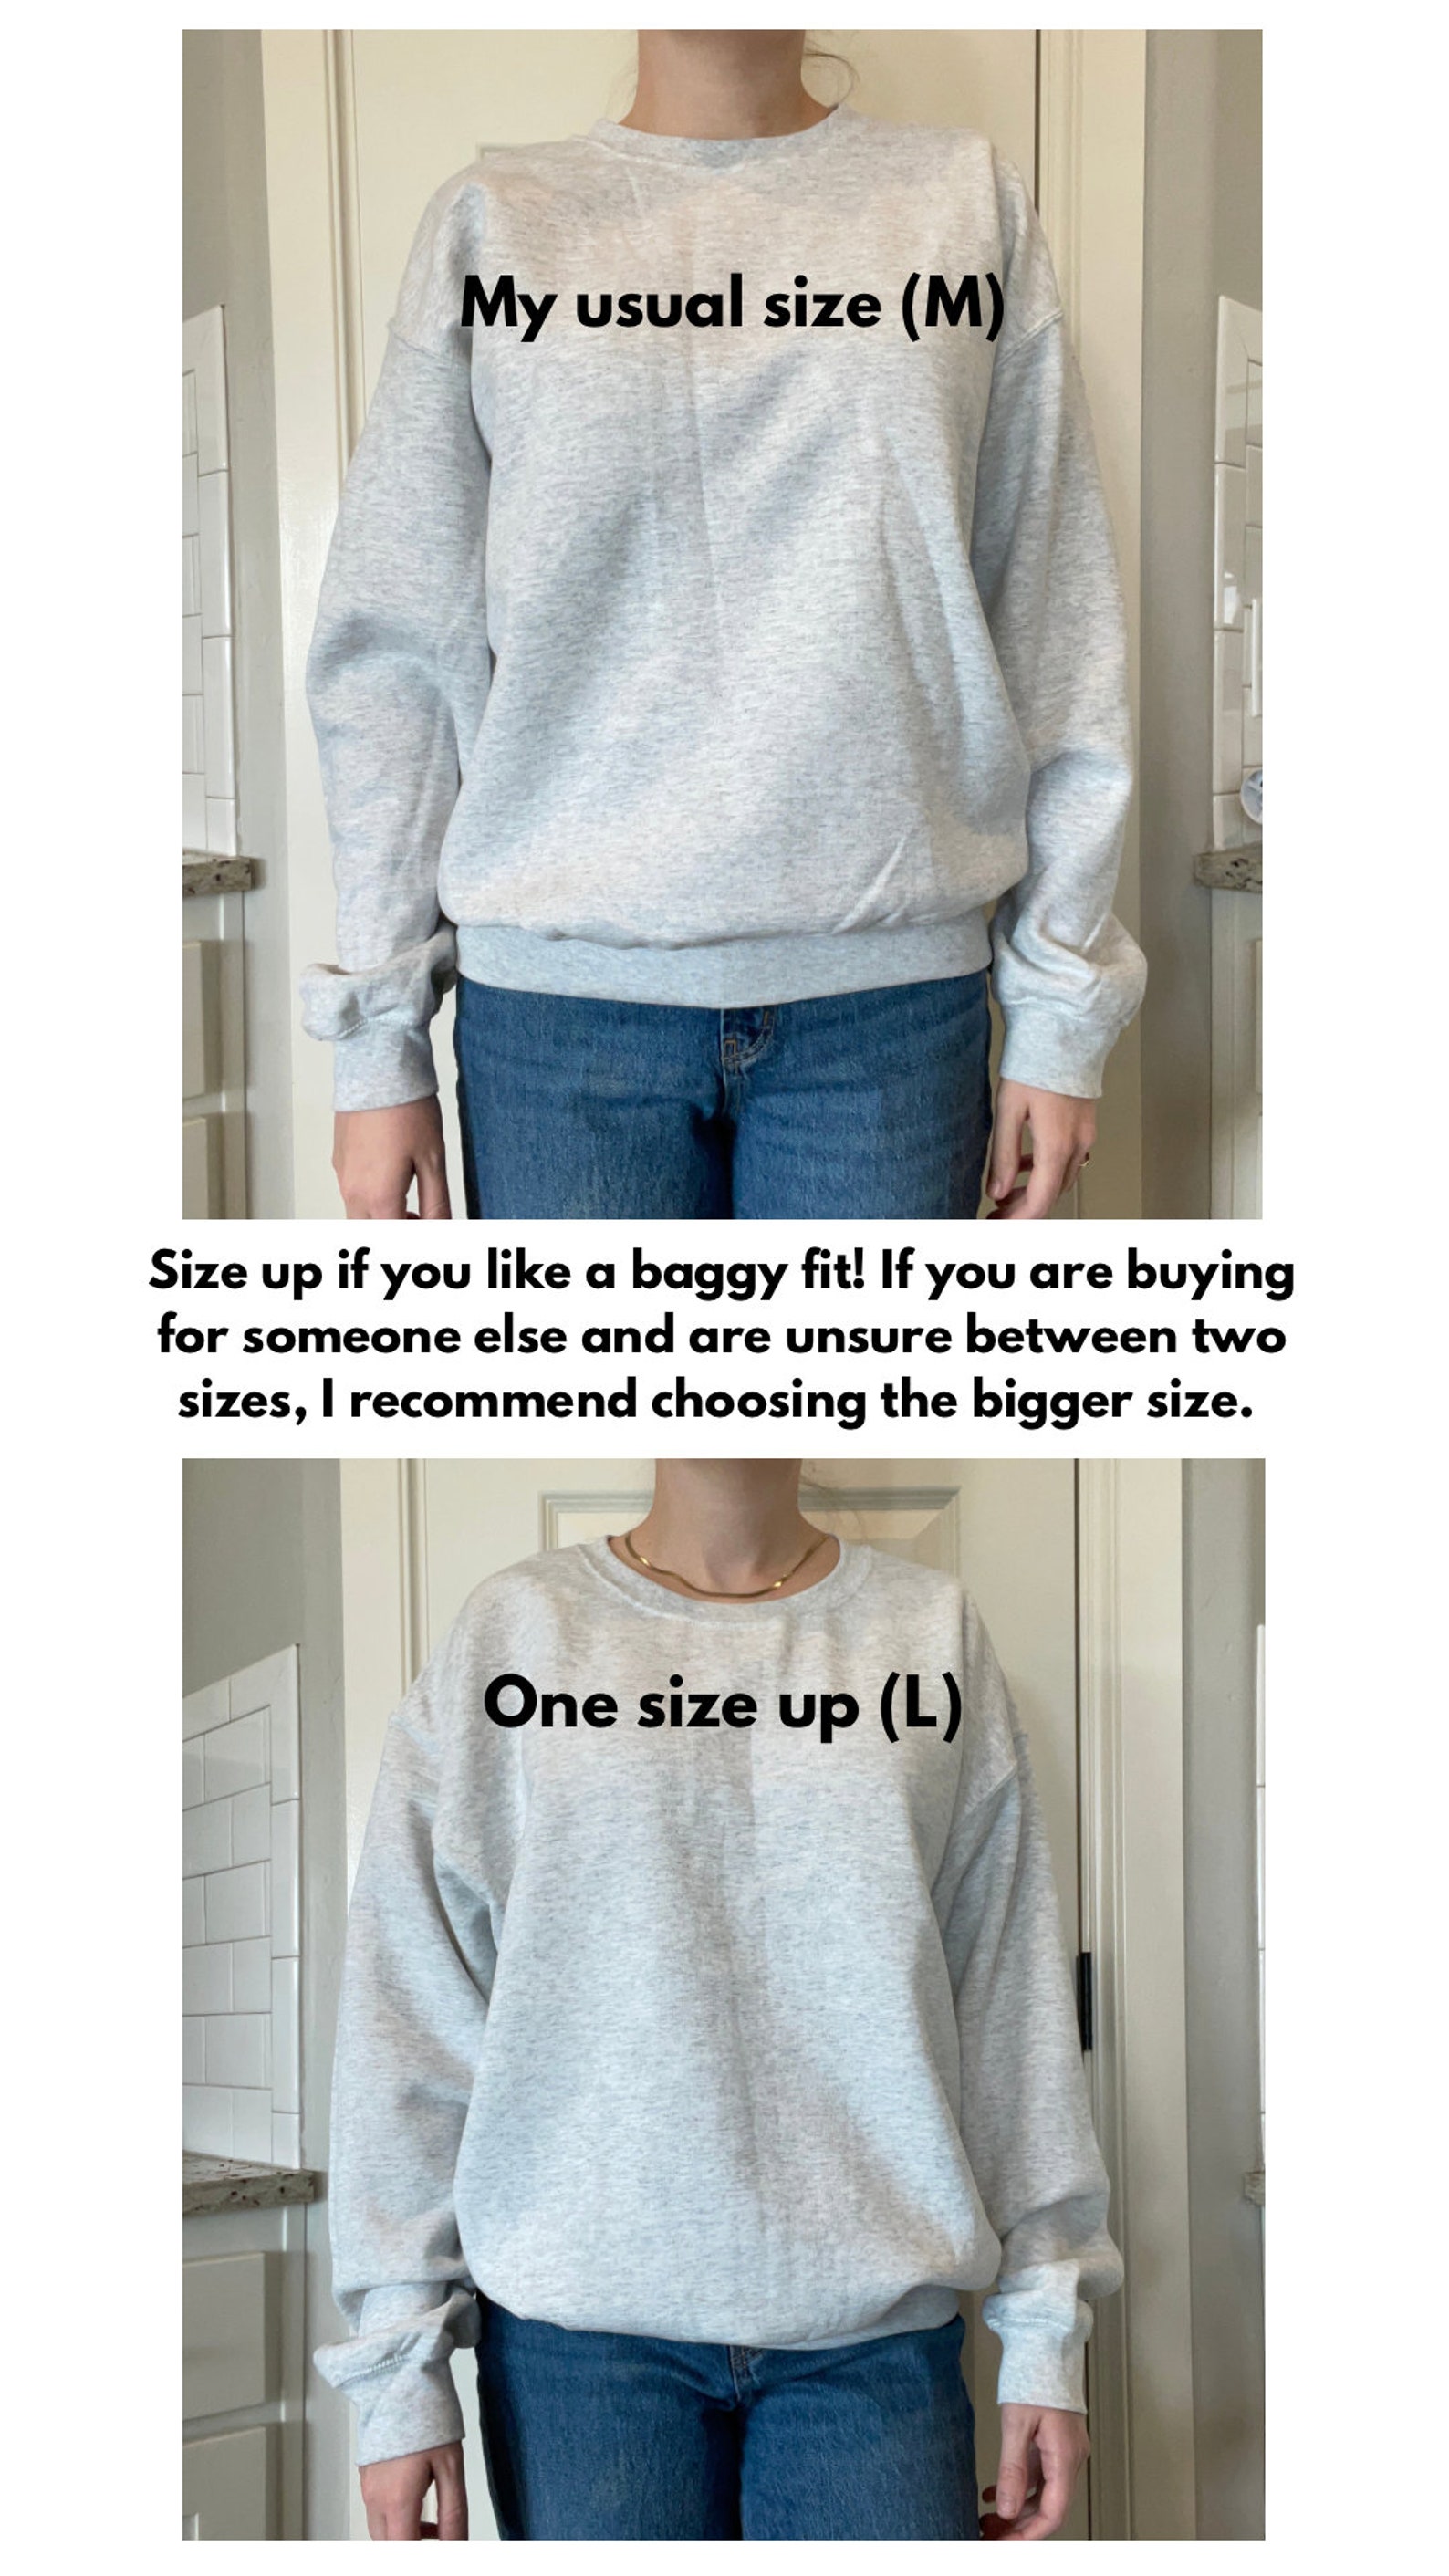 My usual size (M)
Size up if you like a baggy fit! If you are buying
for someone else and are unsure between two
sizes, I recommend choosing the bigger size.
One size up (L)